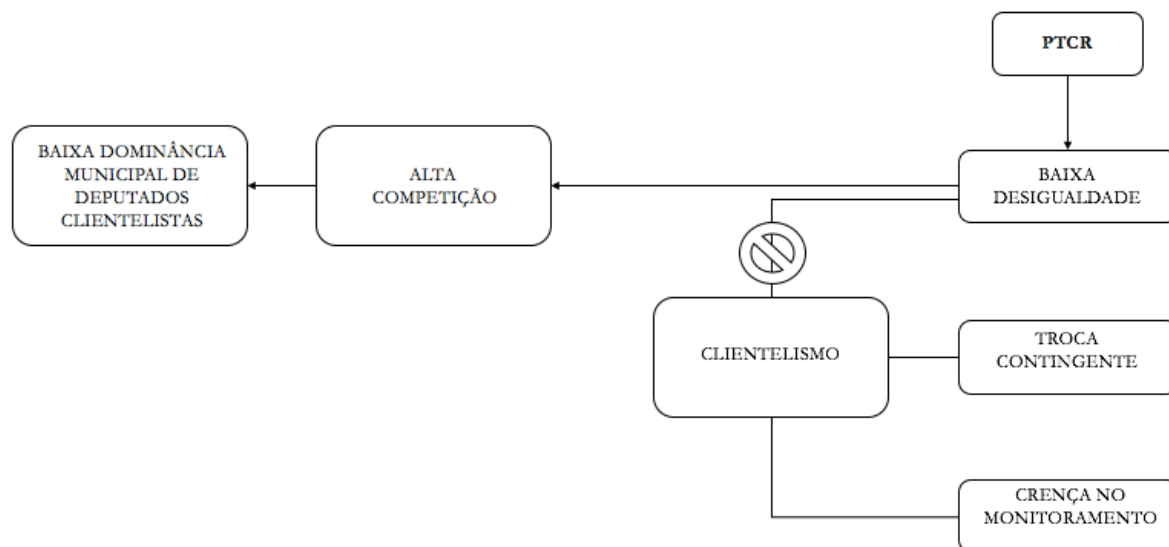 PTCR
BAIXA DOMINÂNCIA
MUNICIPAL DE
DEPUTADOS
CLIENTELISTAS
ALTA
COMPETIÇÃO
BAIXA
DESIGUALDADE
CLIENTELISMO
TROCA
CONTINGENTE
CRENÇA NO
MONITORAMENTO